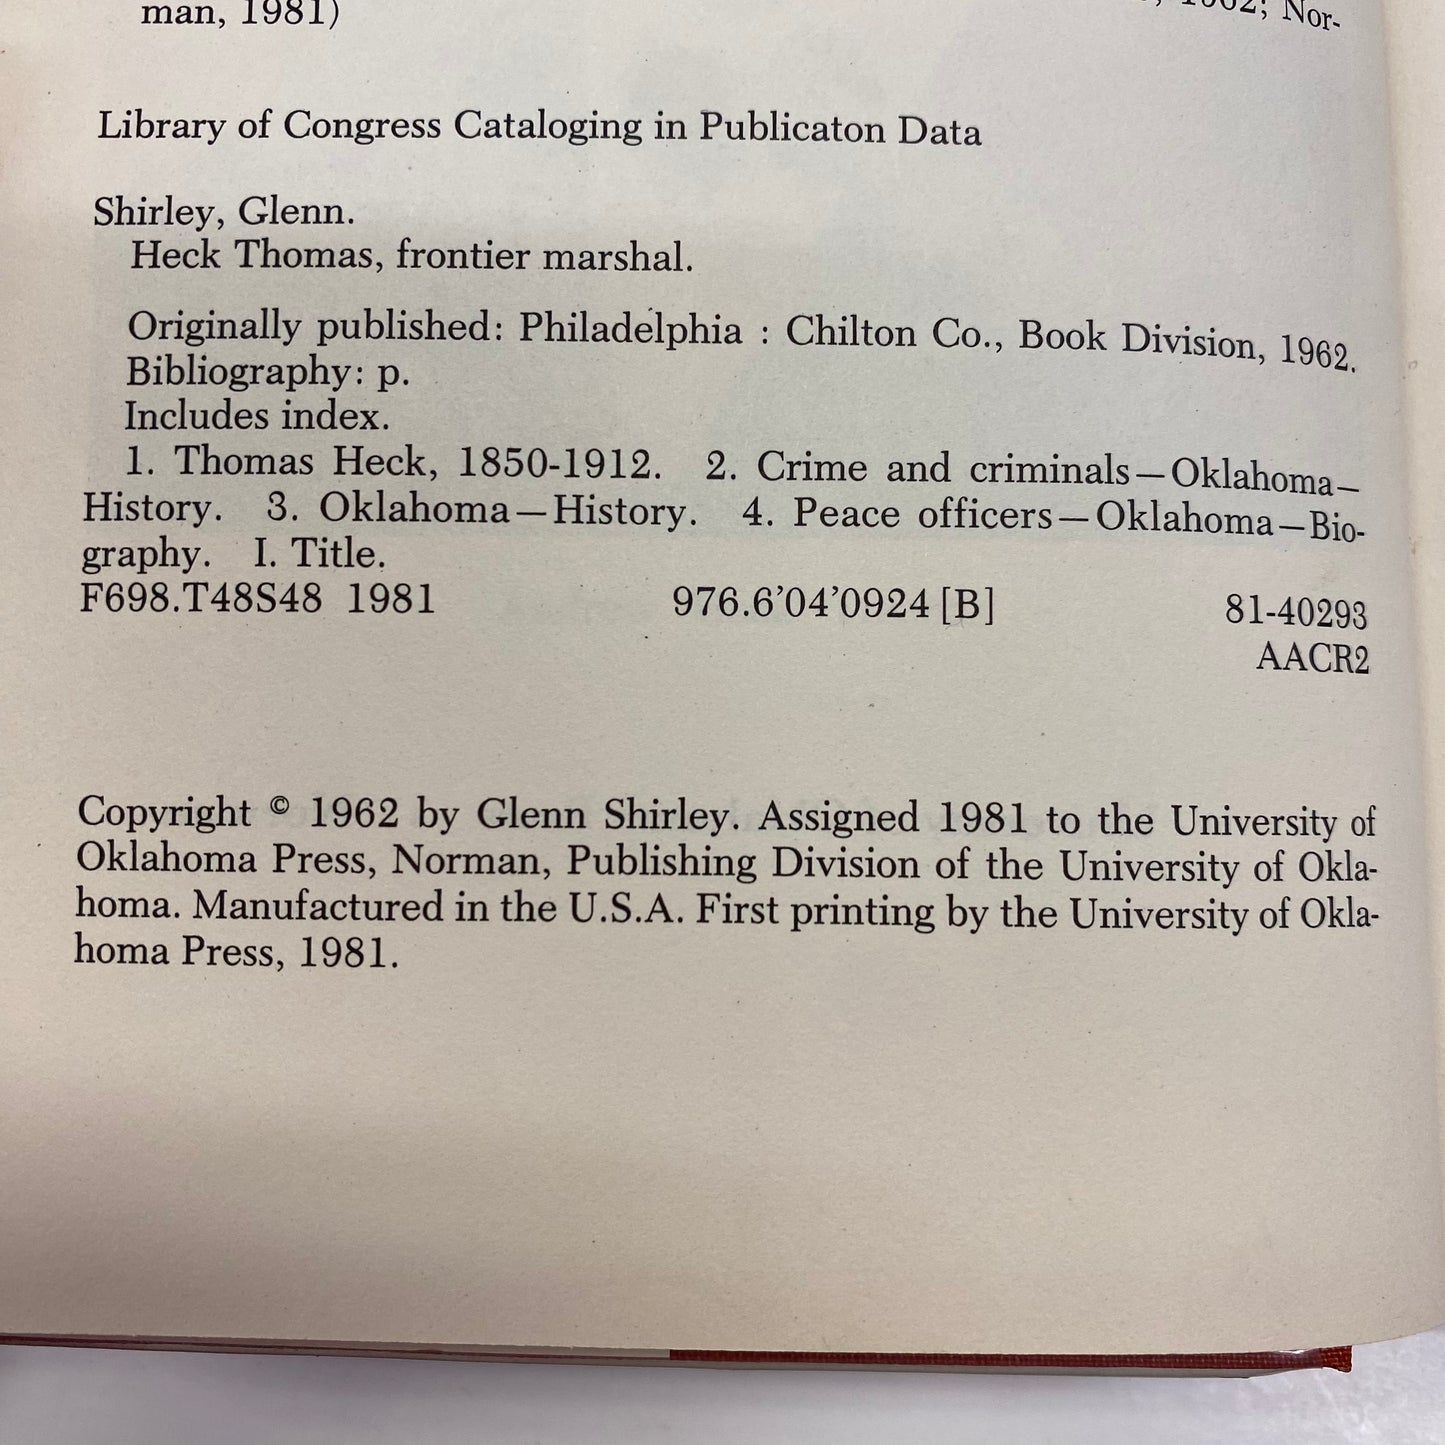 1962; Nor-
man, 1981)
Library of Congress Cataloging in Publicaton Data
Shirley, Glenn.
Heck Thomas, frontier marshal.
Originally published: Philadelphia : Chilton Co., Book Division, 1962.
Bibliography: p.
Includes index.
1. Thomas Heck, 1850-1912. 2. Crime and criminals—Oklahoma—
History. 3. Oklahoma—History. 4. Peace officers—Oklahoma—Bio-
graphy. I. Title.
F698.T48S48 1981 976.6’04’0924 [B] 81-40293
AACR2
Copyright © 1962 by Glenn Shirley. Assigned 1981 to the University of
Oklahoma Press, Norman, Publishing Division of the University of Okla-
homa. Manufactured in the U.S.A. First printing by the University of Okla-
homa Press, 1981.